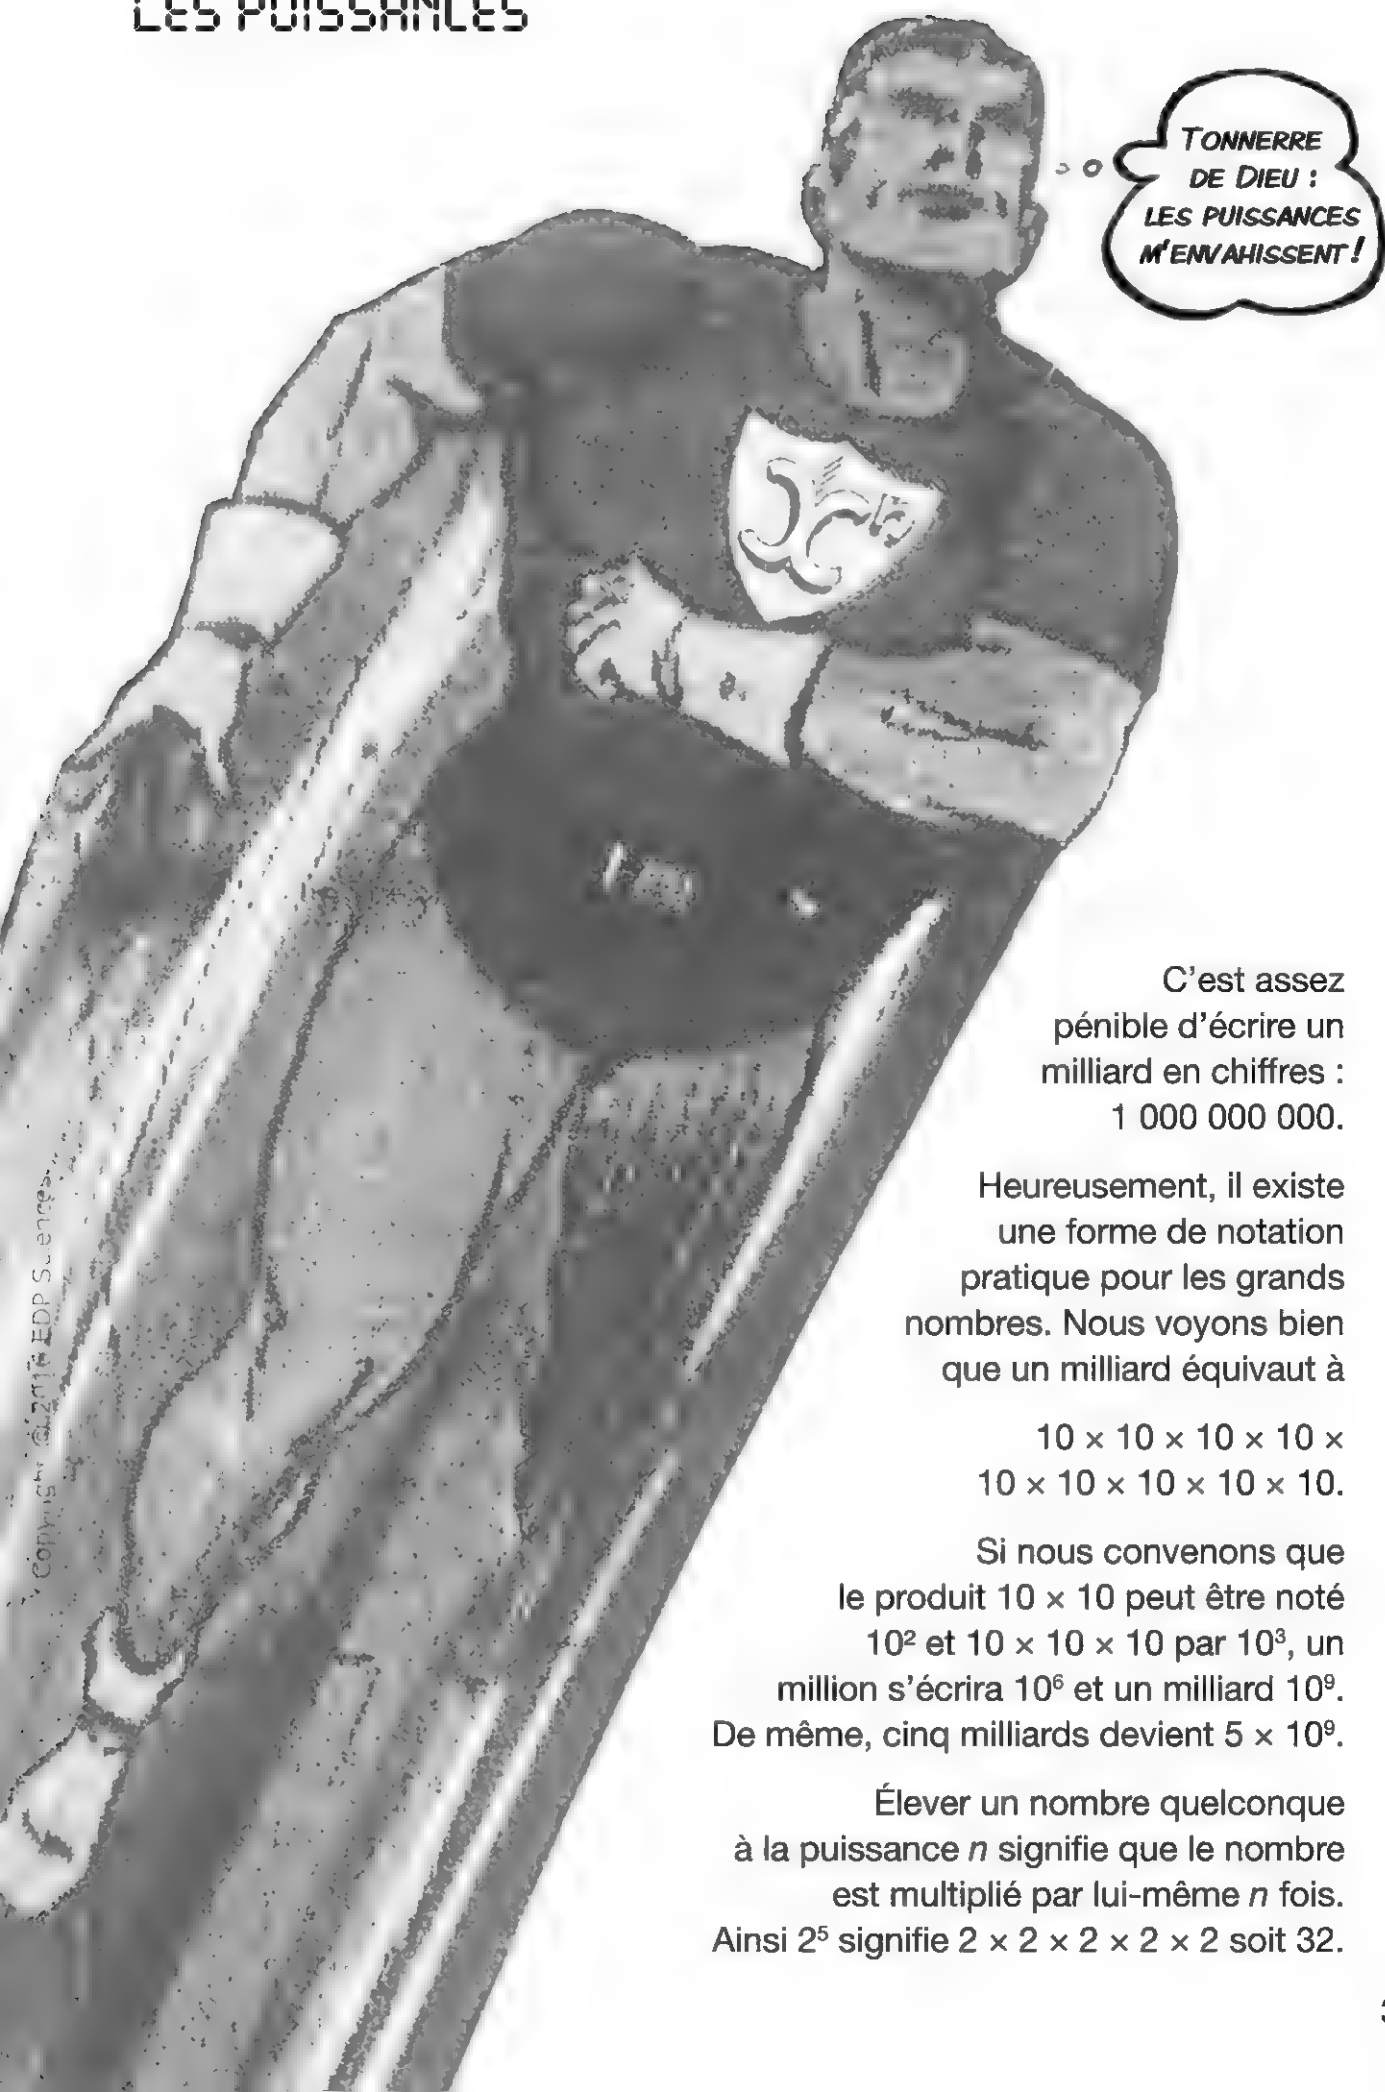 LES PUISSANCES
TONNERRE
DE DIEU :
LES PUISSANCES
M'ENVAHISSENT !
C'est assez
pénible d'écrire un
milliard en chiffres :
1 000 000 000.
Heureusement, il existe
une forme de notation
pratique pour les grands
nombres. Nous voyons bien
que un milliard équivaut à
10 × 10 × 10 × 10 ×
10 × 10 × 10 × 10 × 10.
Si nous convenons que
le produit 10 × 10 peut être noté
10² et 10 × 10 × 10 par 10³, un
million s'écrira 10⁶ et un milliard 10⁹.
De même, cinq milliards devient 5 × 10⁹.
Élever un nombre quelconque
à la puissance n signifie que le nombre
est multiplié par lui-même n fois.
Ainsi 2⁵ signifie 2 × 2 × 2 × 2 × 2 soit 32.
Copyright © 2016 EDP Sciences.